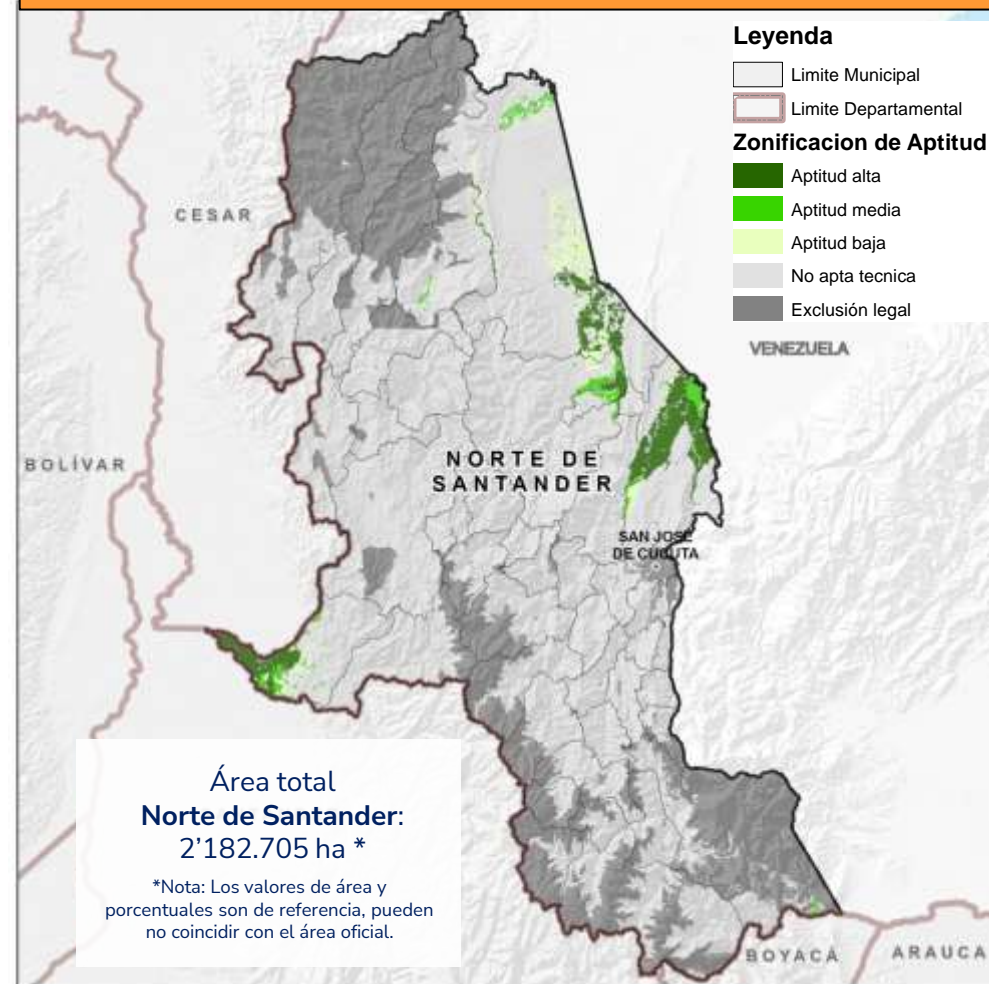 Leyenda
Limite Municipal
Limite Departamental
Zonificacion de Aptitud
Aptitud alta
Aptitud media
Aptitud baja
No apta tecnica
Exclusión legal
CESAR
VENEZUELA
BOLÍVAR
NORTE DE
SANTANDER
SAN JOSÉ
DE CÚCUTA
Área total
Norte de Santander:
2'182.705 ha *
*Nota: Los valores de área y
porcentuales son de referencia, pueden
no coincidir con el área oficial.
BOYACÁ
ARAUCA